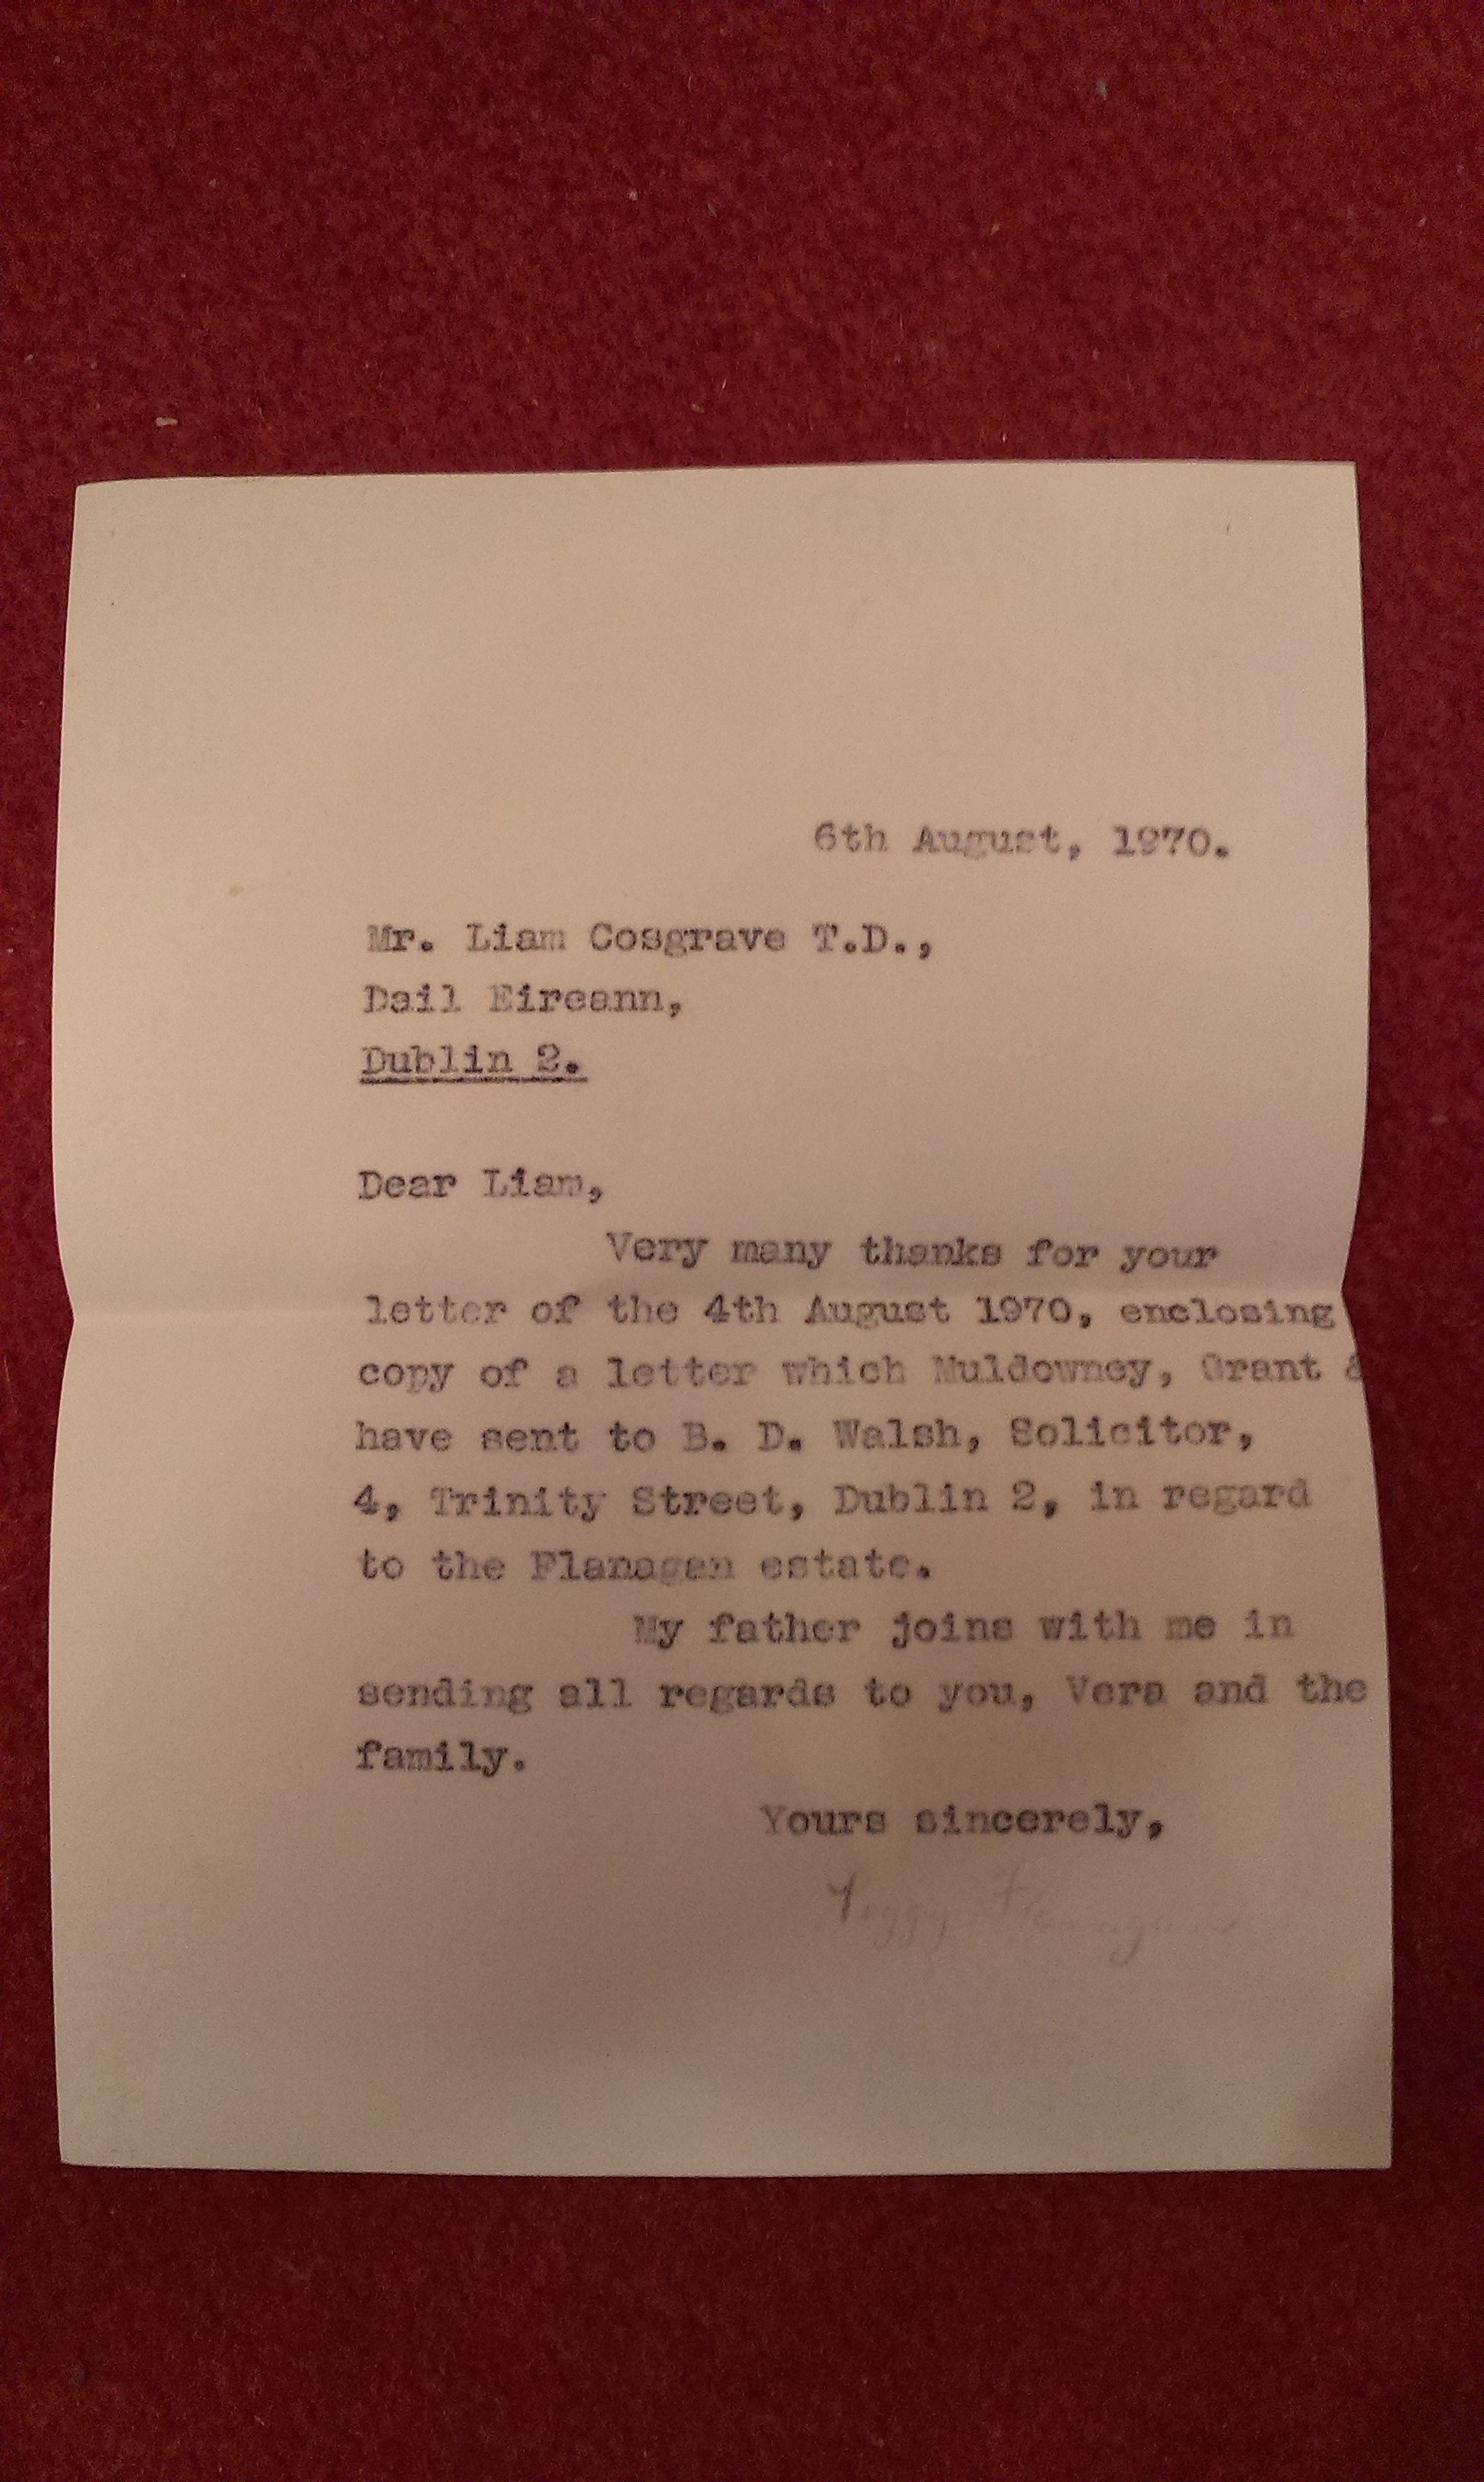 6th August, 1970.
Mr. Liam Cosgrave T.D.,
Dail Eireann,
Dublin 2.
Dear Liam,
Very many thanks for your
letter of the 4th August 1970, enclosing
copy of a letter which Muldowney, Grant &
have sent to B. D. Walsh, Solicitor,
4, Trinity Street, Dublin 2, in regard
to the Flanagan estate.
My father joins with me in
sending all regards to you, Vera and the
family.
Yours sincerely,
Peggy